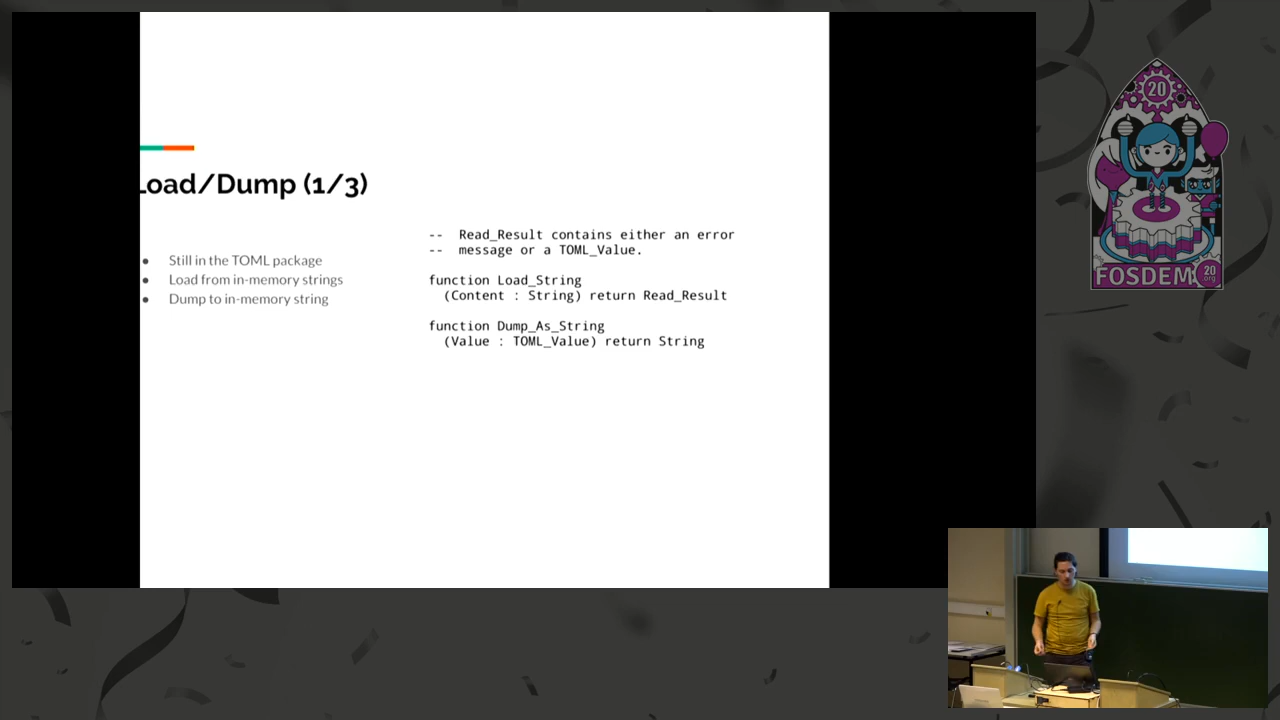 Load/Dump (1/3)
● Still in the TOML package
● Load from in-memory strings
● Dump to in-memory string
-- Read_Result contains either an error
-- message or a TOML_Value.
function Load_String
(Content : String) return Read_Result
function Dump_As_String
(Value : TOML_Value) return String
20
FOSDEM
20
org